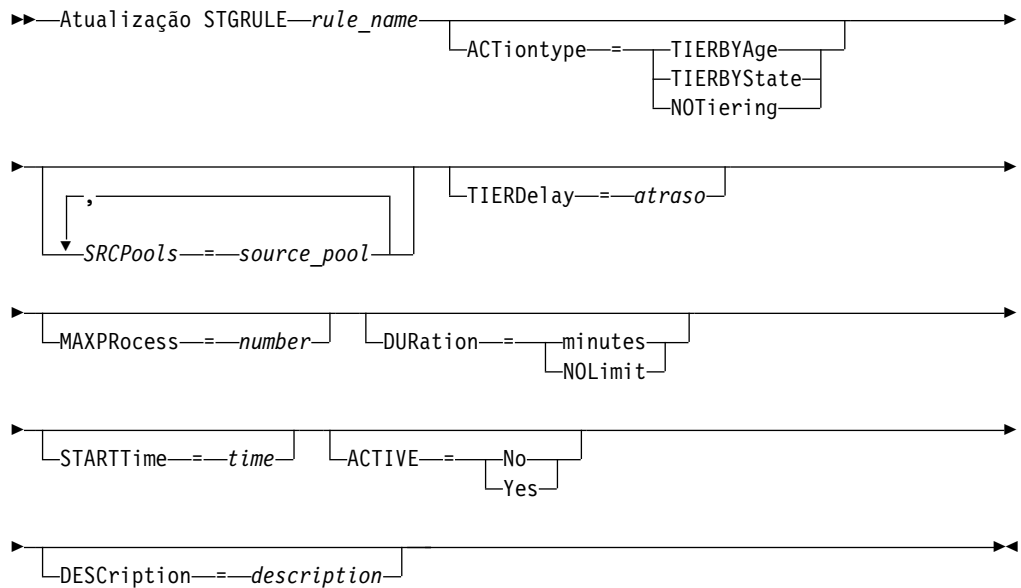 Atualização STGRULE rule_name
ACTiontype = TIERBYAge
TIERBYState
NOTiering
,
SRCPools = source_pool
TIERDelay = atraso
MAXPRocess = number
DURation = minutes
NOLimit
STARTTime = time
ACTIVE = No
Yes
DESCription = description